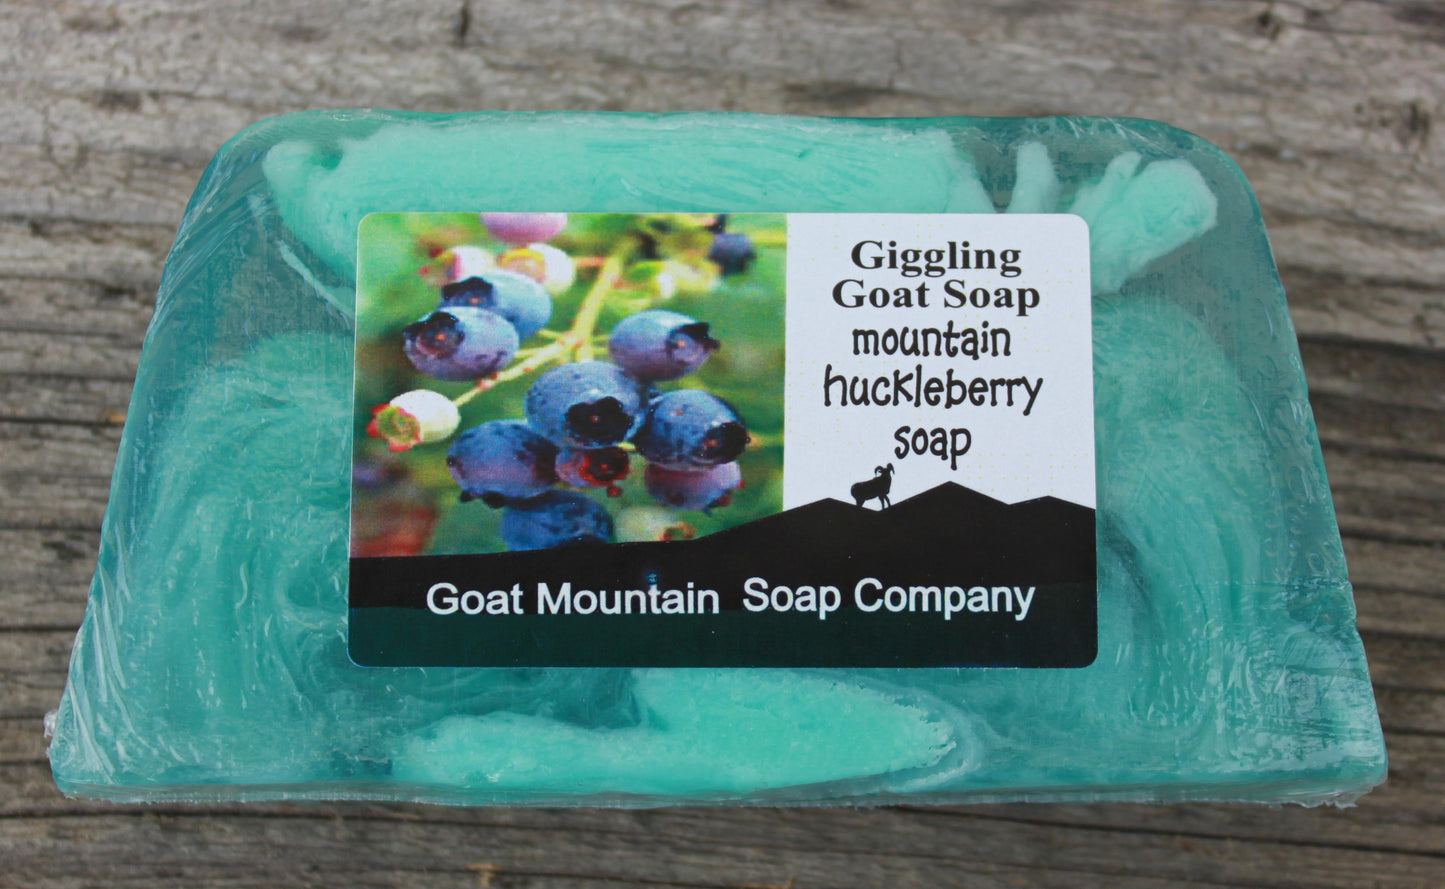 Giggling
Goat Soap
mountain
huckleberry
soap
Goat Mountain Soap Company